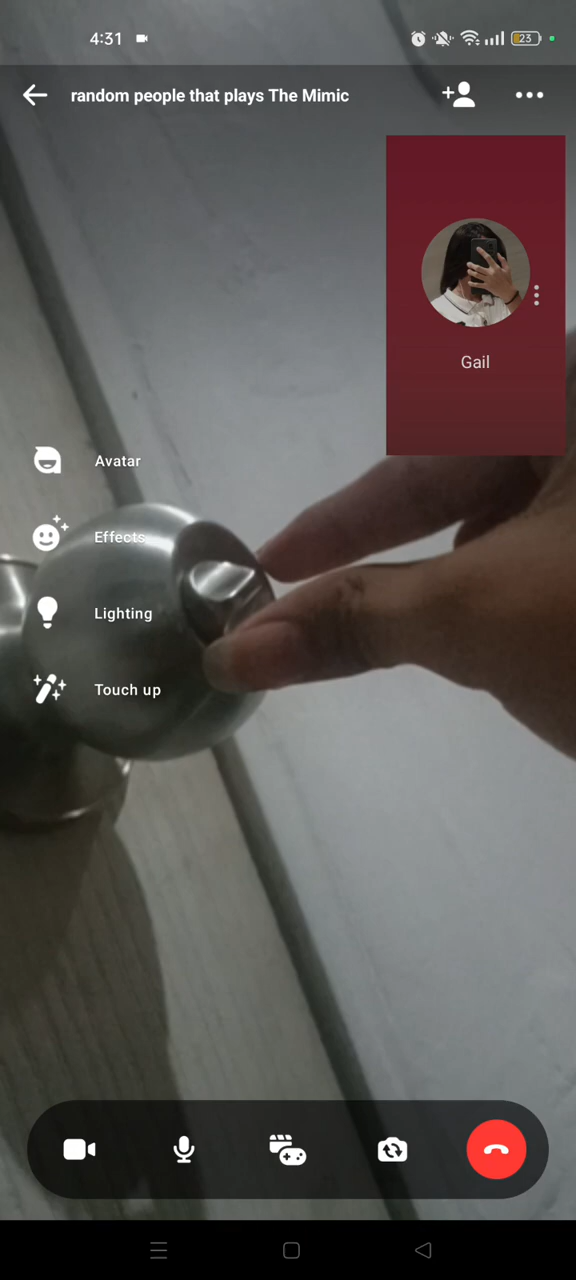 4:31
23
random people that plays The Mimic
Gail
Avatar
Effects
Lighting
Touch up